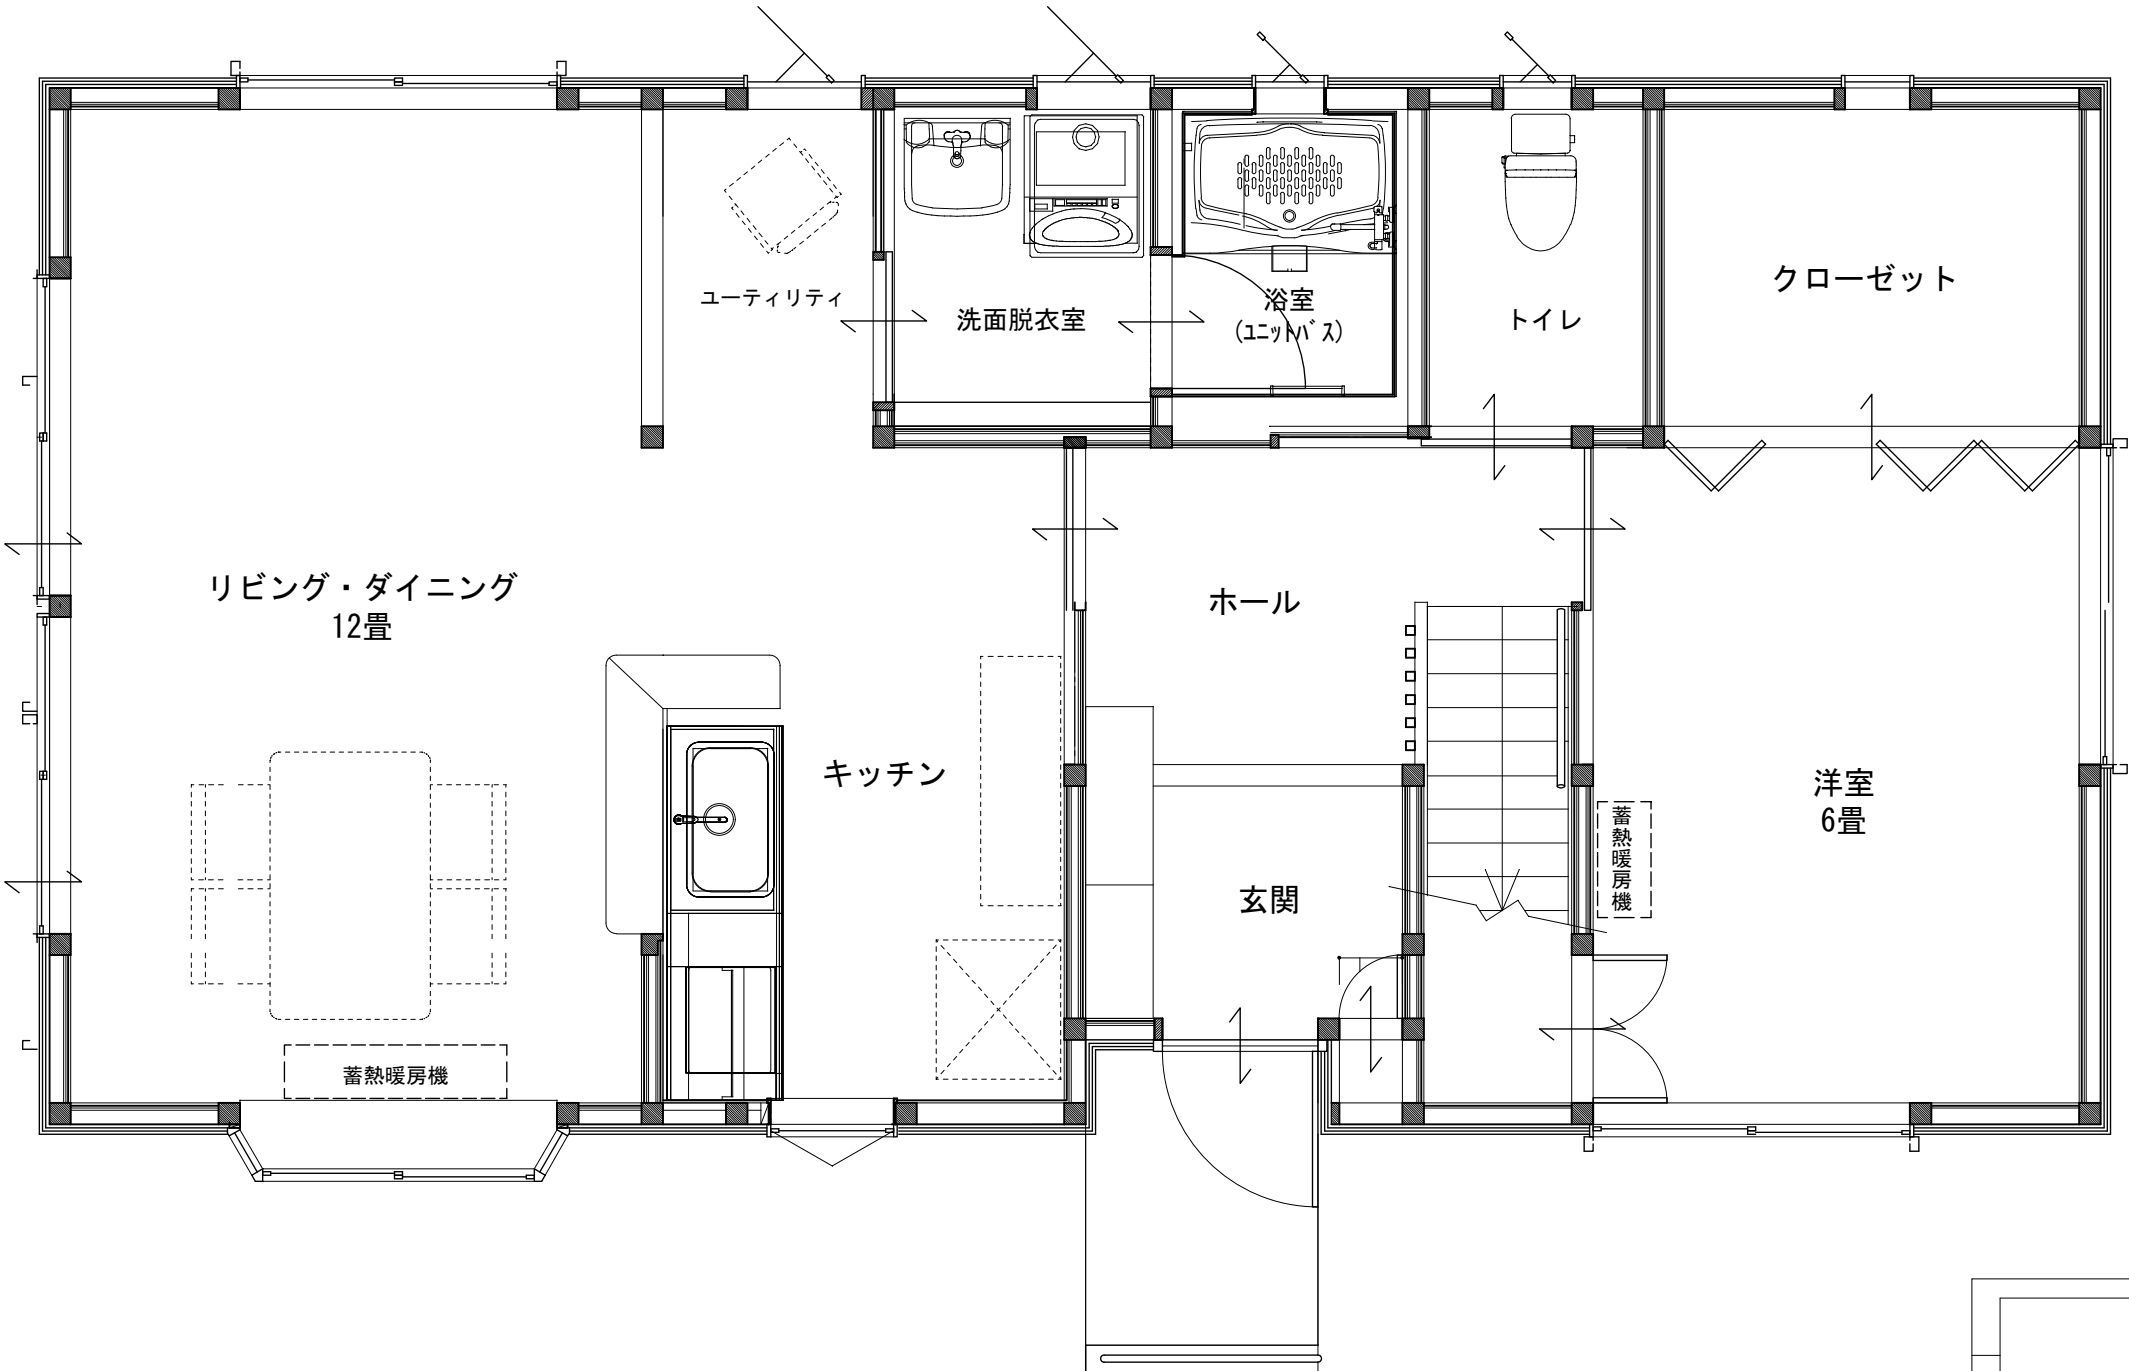 ユーティリティ
洗面脱衣室
浴室
(ユニットバス)
トイレ
クローゼット
リビング・ダイニング
12畳
ホール
キッチン
洋室
6畳
蓄熱暖房機
玄関
蓄熱暖房機